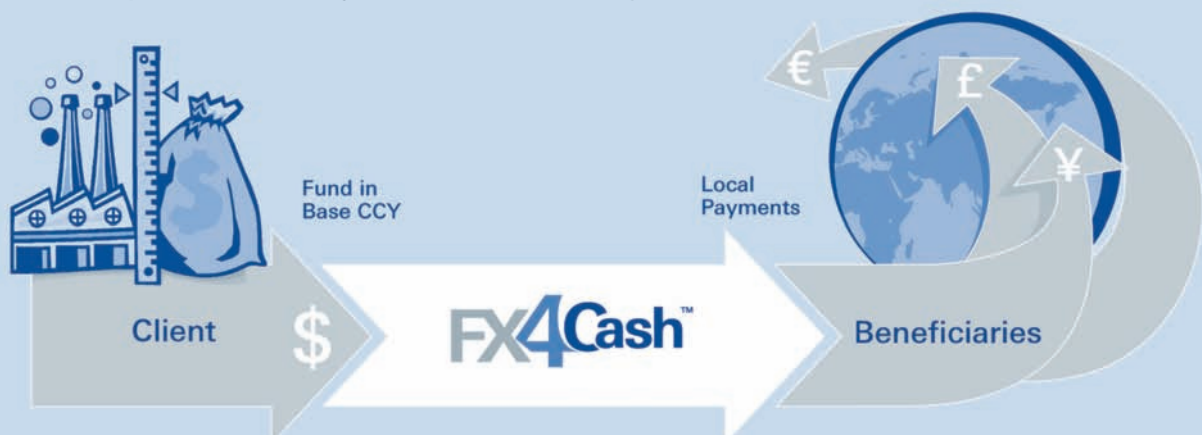 €
£
¥
$
Fund in
Base CCY
Local
Payments
Client
$
FX4Cash™
Beneficiaries